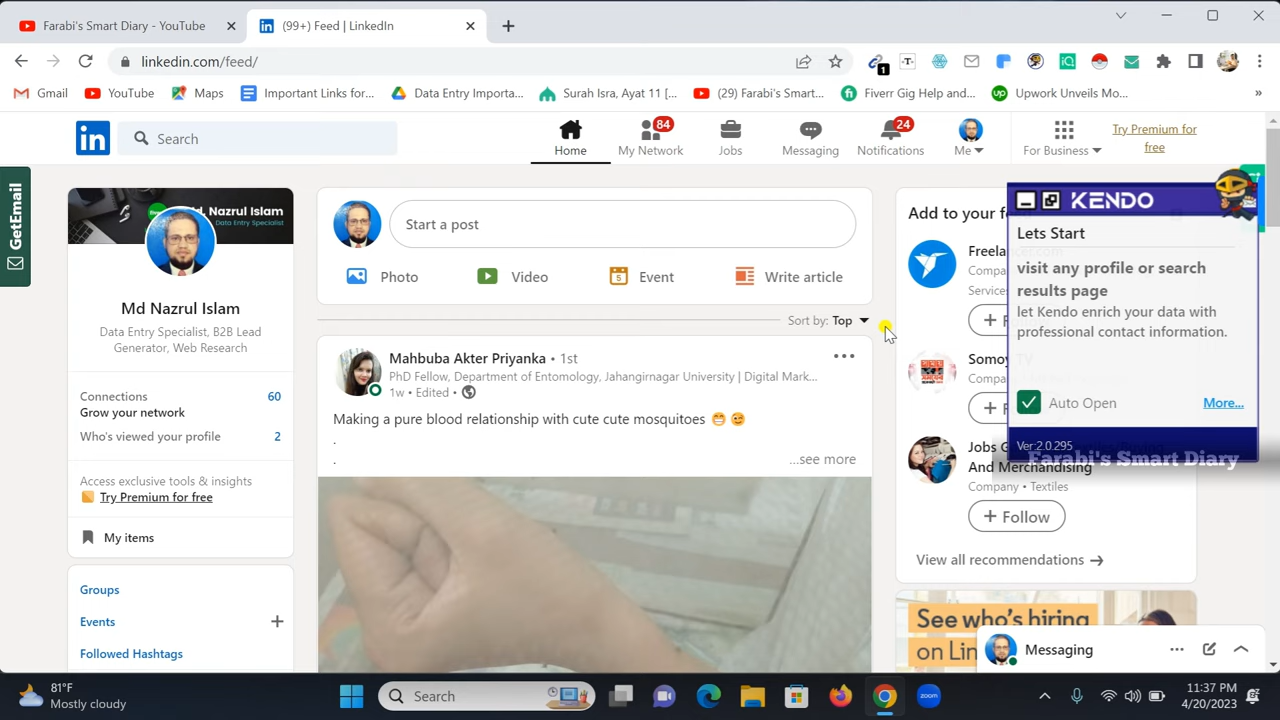 Farabi's Smart Diary - YouTube
(99+) Feed | LinkedIn
linkedin.com/feed/
1
Gmail
YouTube
Maps
Important Links for...
Data Entry Importa...
Surah Isra, Ayat 11 [...
(29) Farabi's Smart...
Fiverr Gig Help and...
Upwork Unveils Mo...
»
in
Search
Home
84
My Network
Jobs
Messaging
24
Notifications
Me
For Business
Try Premium for
free
GetEmail
Md. Nazrul Islam
Data Entry Specialist
Md Nazrul Islam
Data Entry Specialist, B2B Lead
Generator, Web Research
Connections 60
Grow your network
Who's viewed your profile 2
Access exclusive tools & insights
Try Premium for free
My items
Groups
Events
Followed Hashtags
Start a post
Photo
Video
Event
Write article
Sort by: Top
Mahbuba Akter Priyanka • 1st
PhD Fellow, Department of Entomology, Jahangirnagar University | Digital Mark...
1w • Edited •
Making a pure blood relationship with cute cute mosquitoes 😁 😉
.
.
...see more
Add to your
KENDO
Lets Start
visit any profile or search
results page
let Kendo enrich your data with
professional contact information.
Auto Open
More...
Ver:2.0.295
Farabi's Smart Diary
Jobs
And Merchandising
Company • Textiles
+ Follow
View all recommendations →
See who's hiring
Messaging
81°F
Mostly cloudy
Search
zoom
11:37 PM
4/20/2023